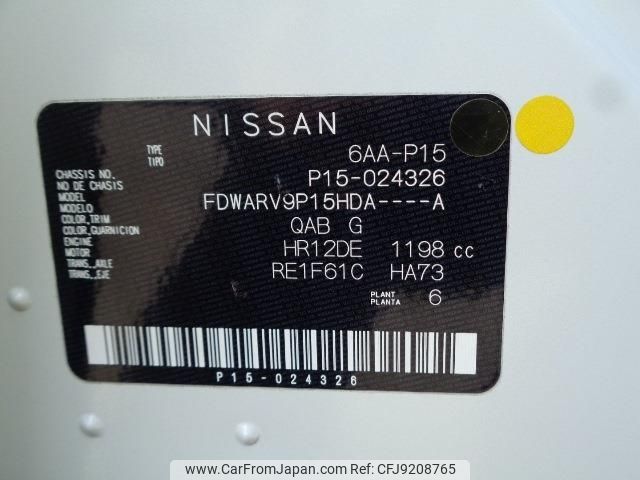 NISSAN
TYPE
TIPO 6AA-P15
CHASSIS NO.
NO DE CHASIS P15-024326
MODEL
MODELO FDWARV9P15HDA----A
COLOR, TRIM
COLOR, GUARNICION QAB G
ENGINE
MOTOR HR12DE 1198 cc
TRANS., AXLE
TRANS., EJE RE1F61C HA73
PLANT
PLANTA 6
P15-024326
www.CarFromJapan.com | ID:CFJ9208765